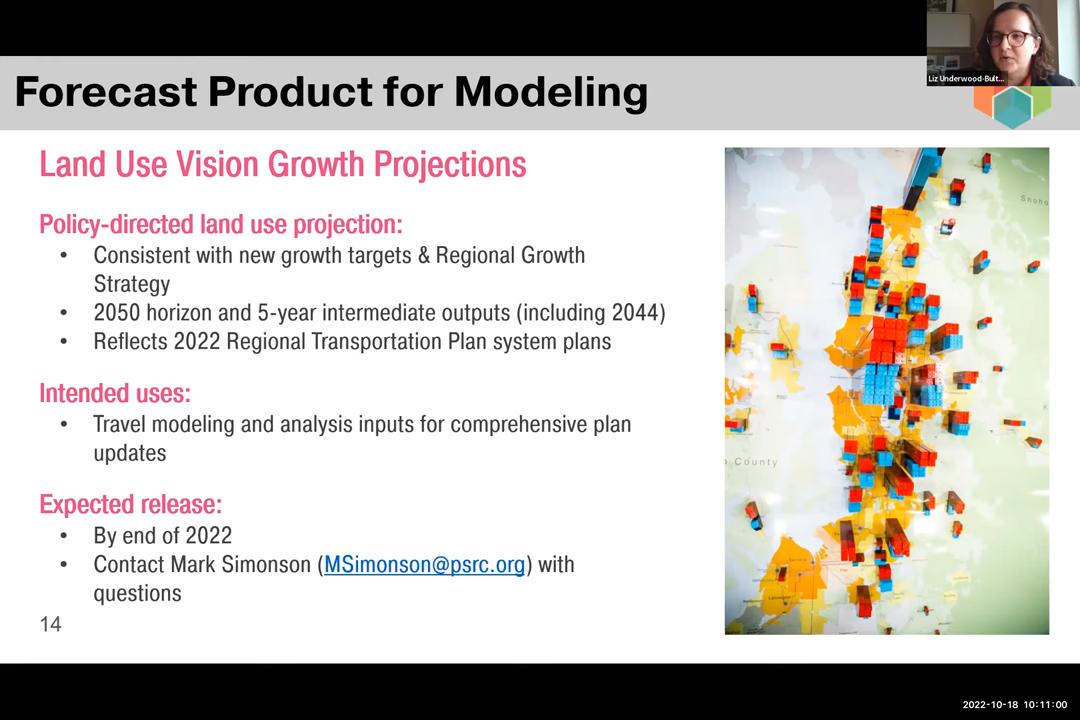 Liz Underwood-Bult...
Forecast Product for Modeling
Land Use Vision Growth Projections
Policy-directed land use projection:
• Consistent with new growth targets & Regional Growth
Strategy
• 2050 horizon and 5-year intermediate outputs (including 2044)
• Reflects 2022 Regional Transportation Plan system plans
Intended uses:
• Travel modeling and analysis inputs for comprehensive plan
updates
Expected release:
• By end of 2022
• Contact Mark Simonson (MSimonson@psrc.org) with
questions
14
Snoho
County
2022-10-18 10:11:00